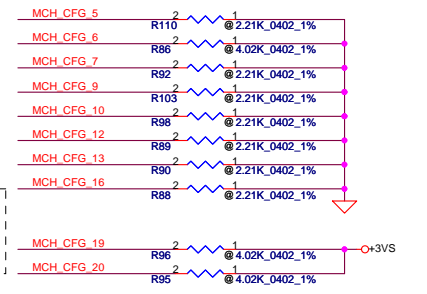 MCH_CFG_5 2 1
R110 @ 2.21K_0402_1%
MCH_CFG_6 2 1
R86 @ 4.02K_0402_1%
MCH_CFG_7 2 1
R92 @ 2.21K_0402_1%
MCH_CFG_9 2 1
R103 @ 2.21K_0402_1%
MCH_CFG_10 2 1
R98 @ 2.21K_0402_1%
MCH_CFG_12 2 1
R89 @ 2.21K_0402_1%
MCH_CFG_13 2 1
R90 @ 2.21K_0402_1%
MCH_CFG_16 2 1
R88 @ 2.21K_0402_1%
MCH_CFG_19 2 1 +3VS
R96 @ 4.02K_0402_1%
MCH_CFG_20 2 1
R95 @ 4.02K_0402_1%